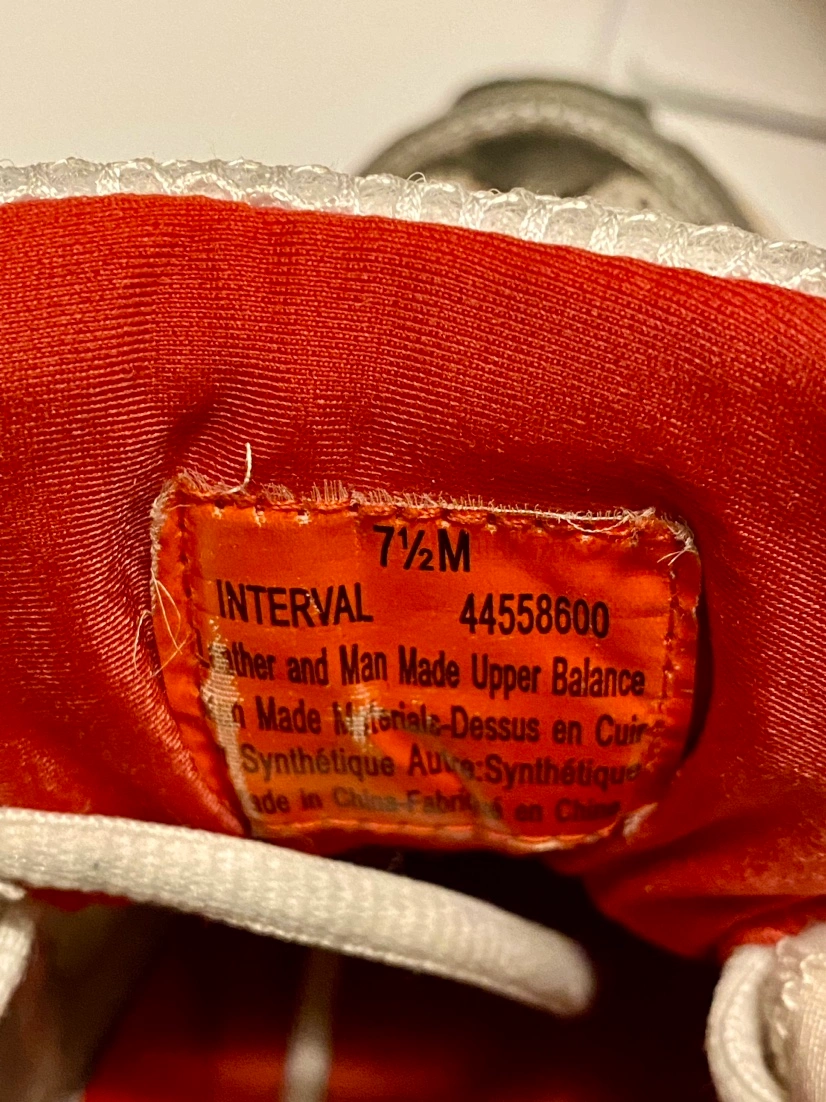 7½M
INTERVAL 44558600
Leather and Man Made Upper Balance
Man Made Materials-Dessus en Cuir
Synthétique Autre:Synthétique
Made in China-Fabriqué en Chine